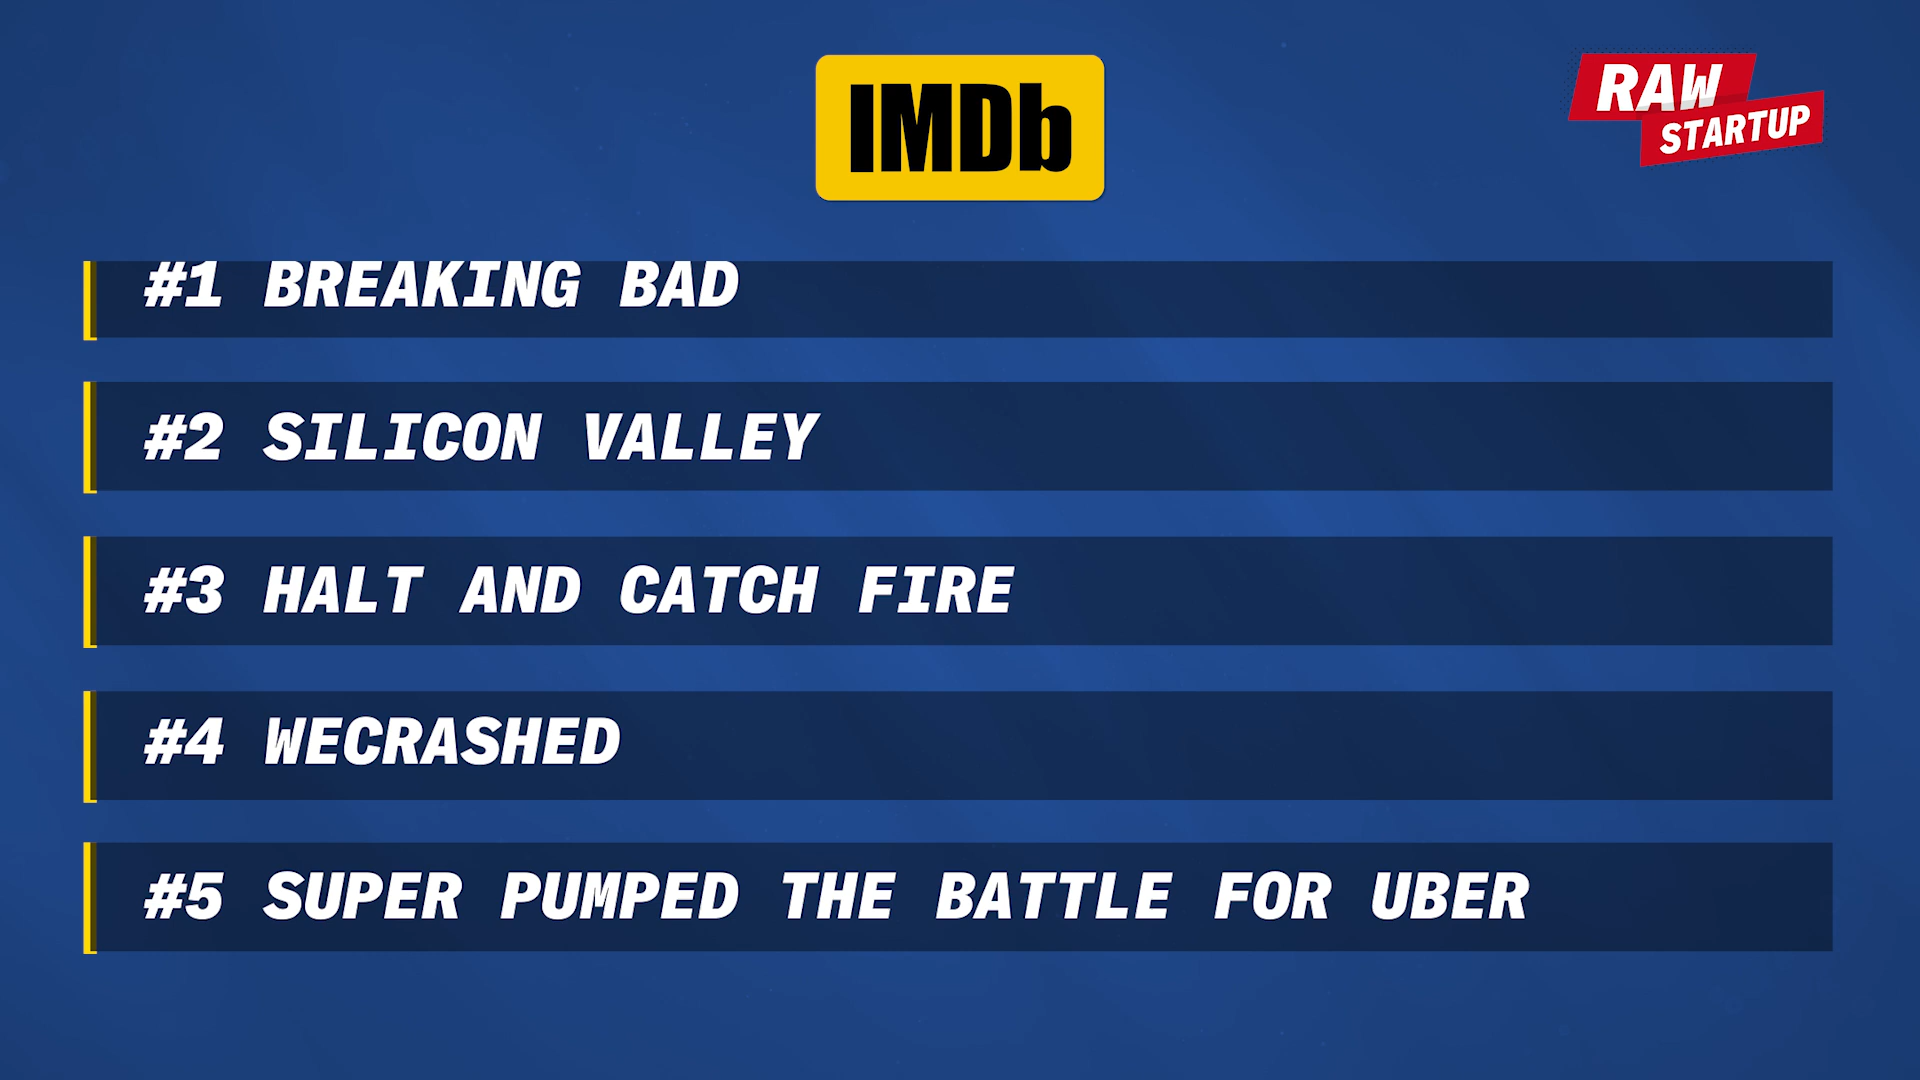 IMDb
RAW
STARTUP
#1 BREAKING BAD
#2 SILICON VALLEY
#3 HALT AND CATCH FIRE
#4 WECRASHED
#5 SUPER PUMPED THE BATTLE FOR UBER